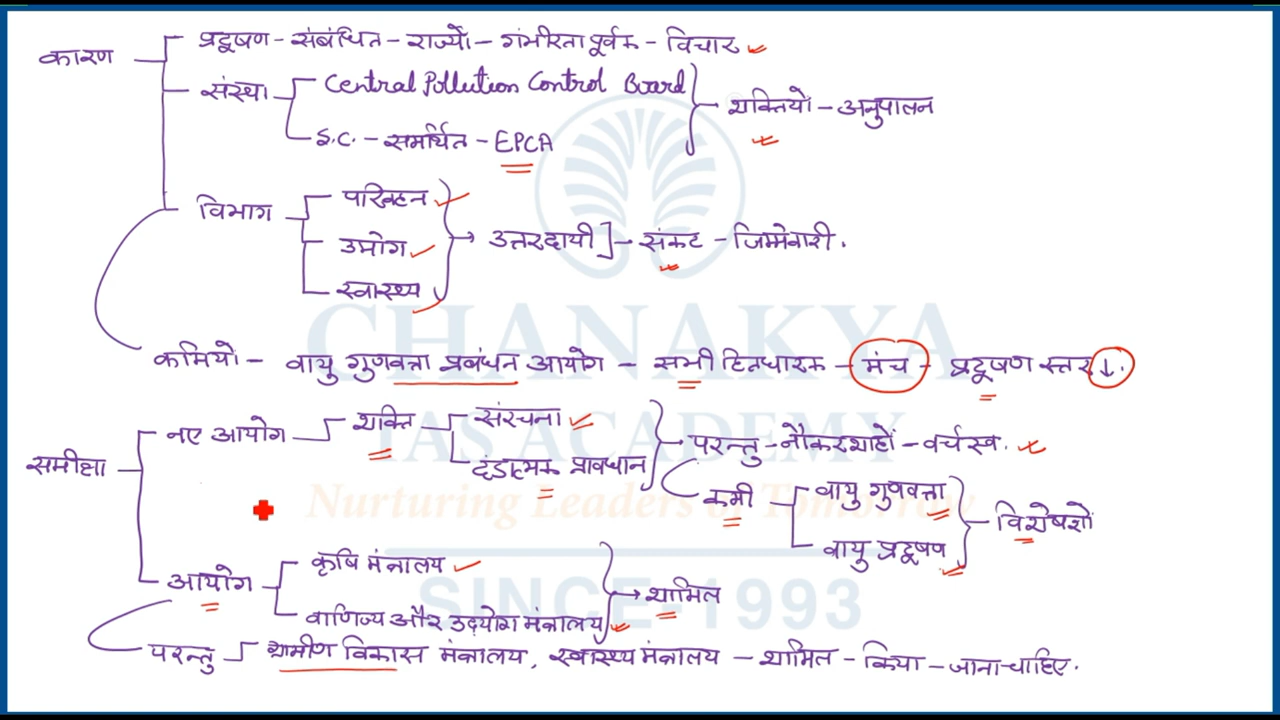 कारण
प्रदूषण - संबंधित - राज्यों - गंभीरता पूर्वक - विचार
संस्था
Central Pollution Control Board
S.C. - समर्थित - EPCA
शक्तियों - अनुपालन
विभाग
परिवहन
उद्योग
स्वास्थ्य
उत्तरदायी - संकट - जिम्मेवारी.
कमियों - वायु गुणवत्ता प्रबंधन आयोग - सभी हितधारक - मंच - प्रदूषण स्तर ↓.
समीक्षा
नए आयोग
शक्ति
संरचना
दंडात्मक प्रावधान
परन्तु - नौकरशाहों - वर्चस्व.
कमी
वायु गुणवत्ता
वायु प्रदूषण
विशेषज्ञों
आयोग
कृषि मंत्रालय
वाणिज्य और उद्योग मंत्रालय
शामिल
परन्तु
ग्रामीण विकास मंत्रालय, स्वास्थ्य मंत्रालय - शामिल - किया - जाना चाहिए.
CHANAKYA
IAS ACADEMY
Nurturing Leaders of Tomorrow
SINCE-1993